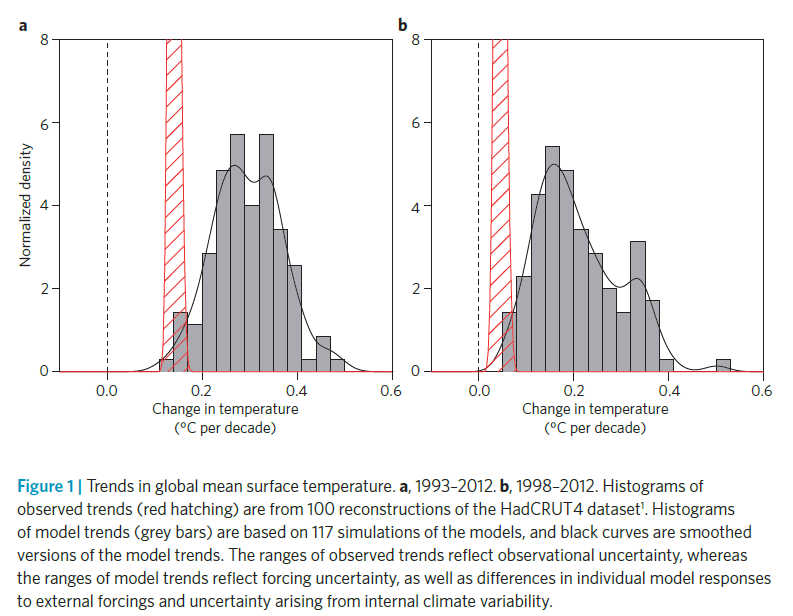 a
b
8
6
4
2
0
Normalized density
0.0 0.2 0.4 0.6
Change in temperature
(°C per decade)
8
6
4
2
0
0.0 0.2 0.4 0.6
Change in temperature
(°C per decade)
Figure 1 | Trends in global mean surface temperature. a, 1993–2012. b, 1998–2012. Histograms of
observed trends (red hatching) are from 100 reconstructions of the HadCRUT4 dataset¹. Histograms
of model trends (grey bars) are based on 117 simulations of the models, and black curves are smoothed
versions of the model trends. The ranges of observed trends reflect observational uncertainty, whereas
the ranges of model trends reflect forcing uncertainty, as well as differences in individual model responses
to external forcings and uncertainty arising from internal climate variability.